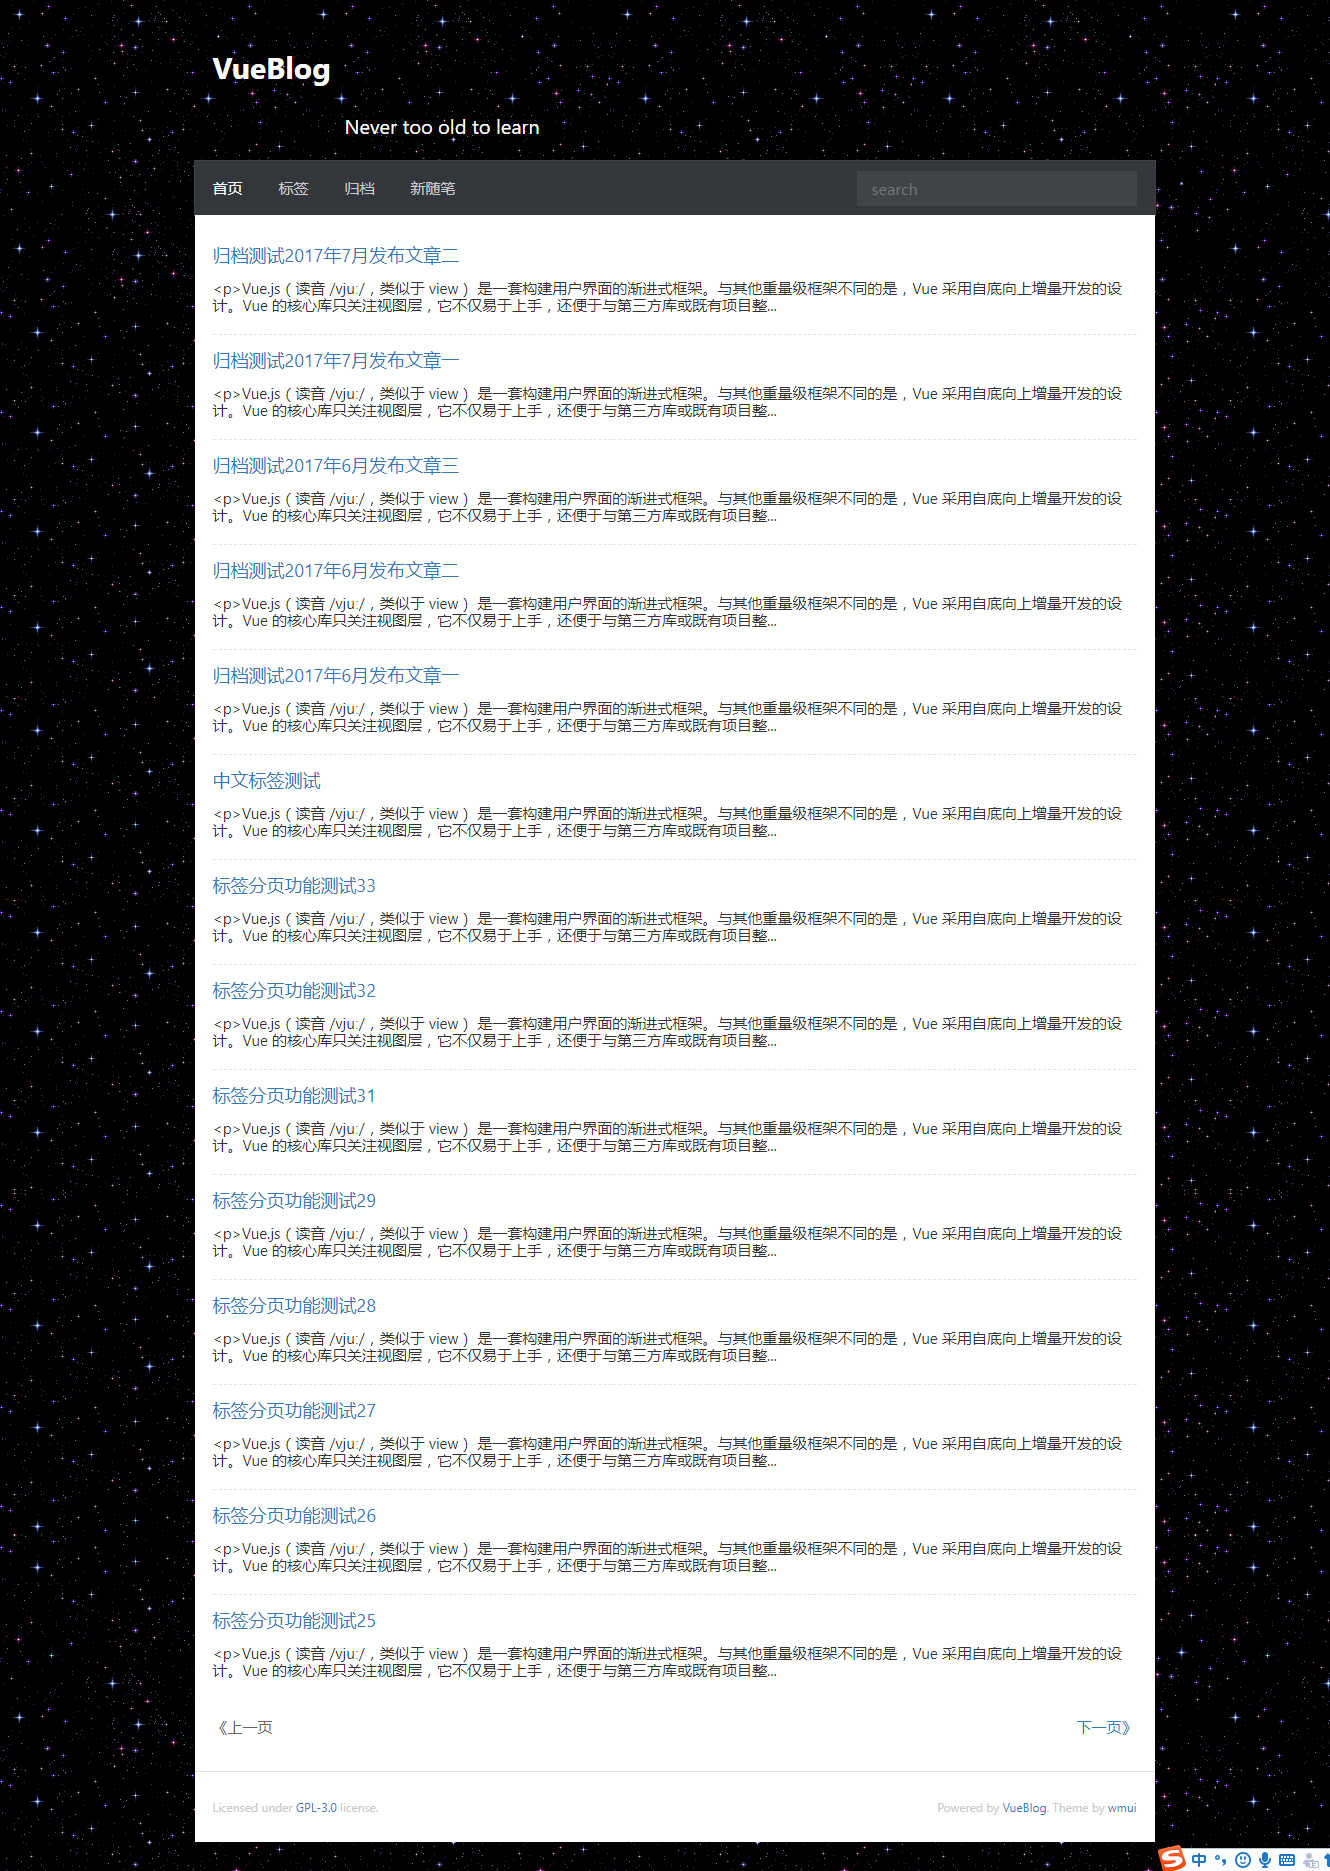 VueBlog
Never too old to learn
首页 标签 归档 新随笔 search
归档测试2017年7月发布文章二
<p>Vue.js（读音 /vjuː/，类似于 view） 是一套构建用户界面的渐进式框架。与其他重量级框架不同的是，Vue 采用自底向上增量开发的设
计。Vue 的核心库只关注视图层，它不仅易于上手，还便于与第三方库或既有项目整...
归档测试2017年7月发布文章一
<p>Vue.js（读音 /vjuː/，类似于 view） 是一套构建用户界面的渐进式框架。与其他重量级框架不同的是，Vue 采用自底向上增量开发的设
计。Vue 的核心库只关注视图层，它不仅易于上手，还便于与第三方库或既有项目整...
归档测试2017年6月发布文章三
<p>Vue.js（读音 /vjuː/，类似于 view） 是一套构建用户界面的渐进式框架。与其他重量级框架不同的是，Vue 采用自底向上增量开发的设
计。Vue 的核心库只关注视图层，它不仅易于上手，还便于与第三方库或既有项目整...
归档测试2017年6月发布文章二
<p>Vue.js（读音 /vjuː/，类似于 view） 是一套构建用户界面的渐进式框架。与其他重量级框架不同的是，Vue 采用自底向上增量开发的设
计。Vue 的核心库只关注视图层，它不仅易于上手，还便于与第三方库或既有项目整...
归档测试2017年6月发布文章一
<p>Vue.js（读音 /vjuː/，类似于 view） 是一套构建用户界面的渐进式框架。与其他重量级框架不同的是，Vue 采用自底向上增量开发的设
计。Vue 的核心库只关注视图层，它不仅易于上手，还便于与第三方库或既有项目整...
中文标签测试
<p>Vue.js（读音 /vjuː/，类似于 view） 是一套构建用户界面的渐进式框架。与其他重量级框架不同的是，Vue 采用自底向上增量开发的设
计。Vue 的核心库只关注视图层，它不仅易于上手，还便于与第三方库或既有项目整...
标签分页功能测试33
<p>Vue.js（读音 /vjuː/，类似于 view） 是一套构建用户界面的渐进式框架。与其他重量级框架不同的是，Vue 采用自底向上增量开发的设
计。Vue 的核心库只关注视图层，它不仅易于上手，还便于与第三方库或既有项目整...
标签分页功能测试32
<p>Vue.js（读音 /vjuː/，类似于 view） 是一套构建用户界面的渐进式框架。与其他重量级框架不同的是，Vue 采用自底向上增量开发的设
计。Vue 的核心库只关注视图层，它不仅易于上手，还便于与第三方库或既有项目整...
标签分页功能测试31
<p>Vue.js（读音 /vjuː/，类似于 view） 是一套构建用户界面的渐进式框架。与其他重量级框架不同的是，Vue 采用自底向上增量开发的设
计。Vue 的核心库只关注视图层，它不仅易于上手，还便于与第三方库或既有项目整...
标签分页功能测试29
<p>Vue.js（读音 /vjuː/，类似于 view） 是一套构建用户界面的渐进式框架。与其他重量级框架不同的是，Vue 采用自底向上增量开发的设
计。Vue 的核心库只关注视图层，它不仅易于上手，还便于与第三方库或既有项目整...
标签分页功能测试28
<p>Vue.js（读音 /vjuː/，类似于 view） 是一套构建用户界面的渐进式框架。与其他重量级框架不同的是，Vue 采用自底向上增量开发的设
计。Vue 的核心库只关注视图层，它不仅易于上手，还便于与第三方库或既有项目整...
标签分页功能测试27
<p>Vue.js（读音 /vjuː/，类似于 view） 是一套构建用户界面的渐进式框架。与其他重量级框架不同的是，Vue 采用自底向上增量开发的设
计。Vue 的核心库只关注视图层，它不仅易于上手，还便于与第三方库或既有项目整...
标签分页功能测试26
<p>Vue.js（读音 /vjuː/，类似于 view） 是一套构建用户界面的渐进式框架。与其他重量级框架不同的是，Vue 采用自底向上增量开发的设
计。Vue 的核心库只关注视图层，它不仅易于上手，还便于与第三方库或既有项目整...
标签分页功能测试25
<p>Vue.js（读音 /vjuː/，类似于 view） 是一套构建用户界面的渐进式框架。与其他重量级框架不同的是，Vue 采用自底向上增量开发的设
计。Vue 的核心库只关注视图层，它不仅易于上手，还便于与第三方库或既有项目整...
《上一页 下一页》
Licensed under GPL-3.0 license. Powered by VueBlog. Theme by wmui
S 中